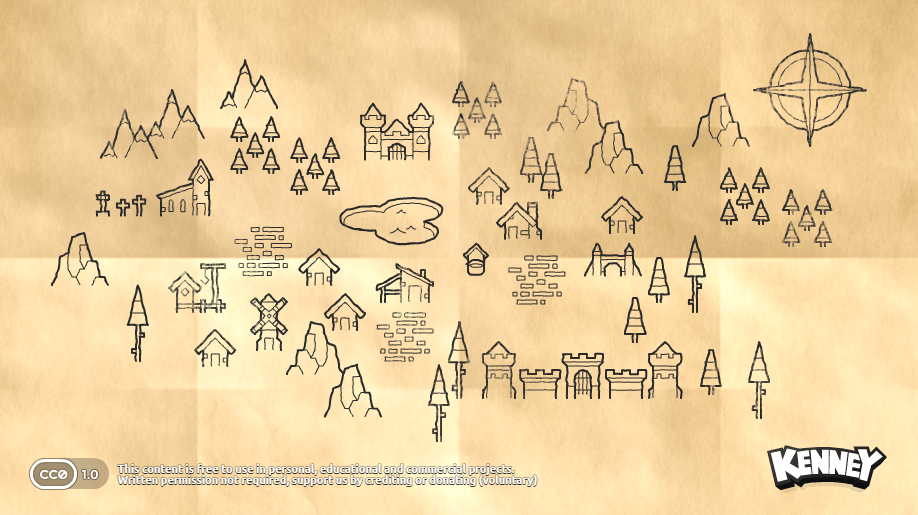 CC0 1.0
This content is free to use in personal, educational and commercial projects.
Written permission not required, support us by crediting or donating (voluntary)
KENNEY